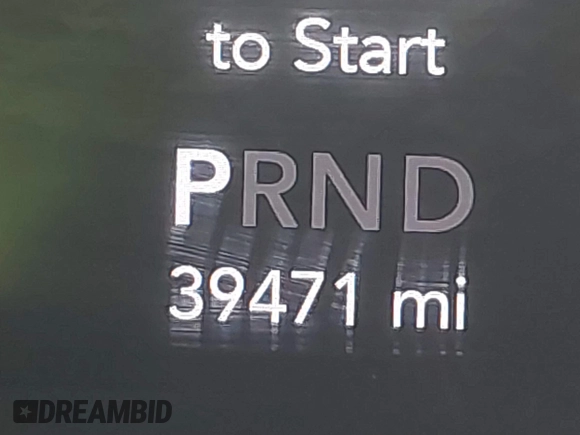 to Start
PRND
39471 mi
DREAMBID